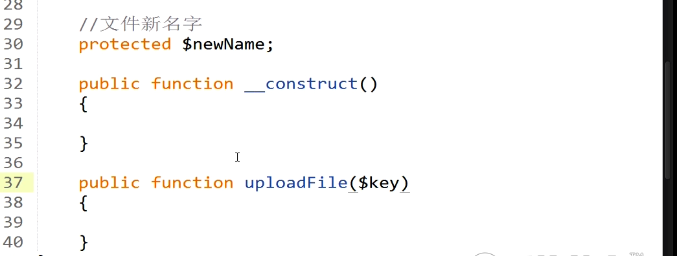 28
29 //文件新名字
30 protected $newName;
31
32 public function __construct()
33 {
34
35 }
36
37 public function uploadFile($key)
38 {
39
40 }